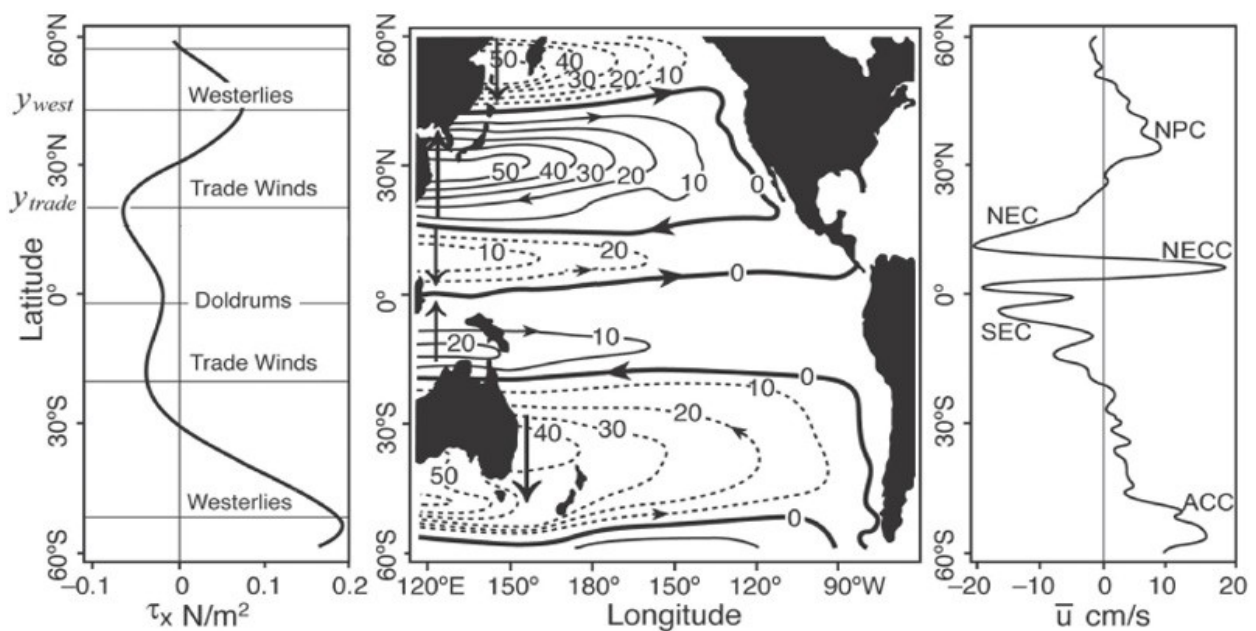 60°N
y west
30°N
y trade
Latitude
0°
30°S
60°S
Westerlies
Trade Winds
Doldrums
Trade Winds
Westerlies
-0.1 0 0.1 0.2
τx N/m²
60°N
30°N
0°
30°S
60°S
50 40 30 20 10
50 40 30 20 10 0
10 20
0
20 10
0 0
10
20
30
40
50
0
120°E 150° 180° 150° 120° 90°W
Longitude
60°N
30°N
0°
30°S
60°S
NPC
NEC
NECC
SEC
ACC
-20 -10 0 10 20
u̅ cm/s